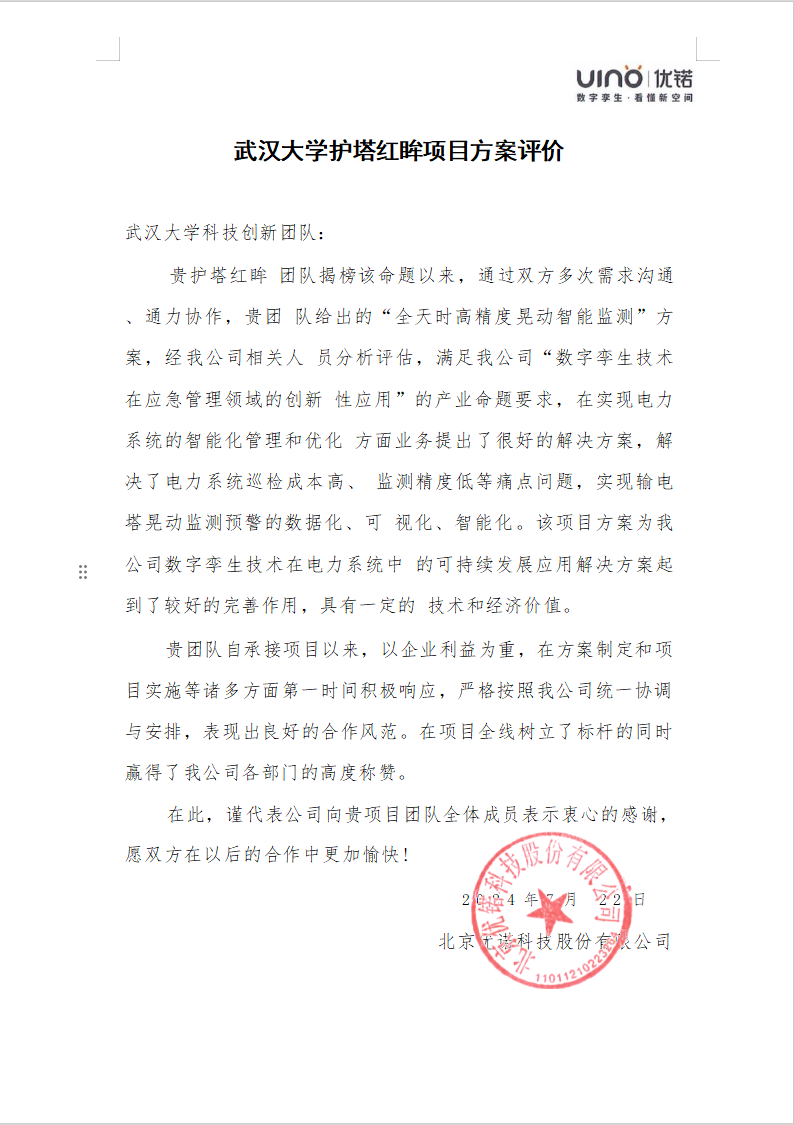 UINO 优锘
数字孪生·看懂新空间
武汉大学护塔红眸项目方案评价
武汉大学科技创新团队：
贵护塔红眸 团队揭榜该命题以来，通过双方多次需求沟通
、通力协作，贵团 队给出的“全天时高精度晃动智能监测”方
案，经我公司相关人 员分析评估，满足我公司“数字孪生技术
在应急管理领域的创新 性应用”的产业命题要求，在实现电力
系统的智能化管理和优化 方面业务提出了很好的解决方案，解
决了电力系统巡检成本高、 监测精度低等痛点问题，实现输电
塔晃动监测预警的数据化、可 视化、智能化。该项目方案为我
公司数字孪生技术在电力系统中 的可持续发展应用解决方案起
到了较好的完善作用，具有一定的 技术和经济价值。
贵团队自承接项目以来，以企业利益为重，在方案制定和项
目实施等诸多方面第一时间积极响应，严格按照我公司统一协调
与安排，表现出良好的合作风范。在项目全线树立了标杆的同时
赢得了我公司各部门的高度称赞。
在此，谨代表公司向贵项目团队全体成员表示衷心的感谢，
愿双方在以后的合作中更加愉快！
2024 年 7 月 22 日
北京优诺科技股份有限公司
北京优锘科技股份有限公司